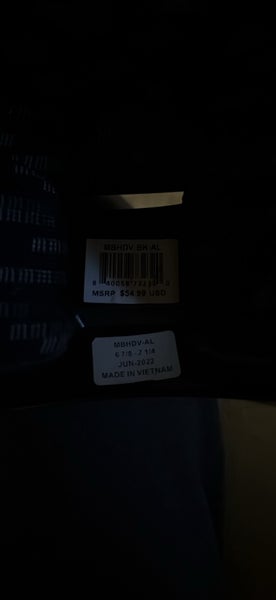 MBHDV-BK-AL
MSRP: $54.99 USD
MBHDV-AL
6 7/8 - 7 1/4
JUN-2022
MADE IN VIETNAM